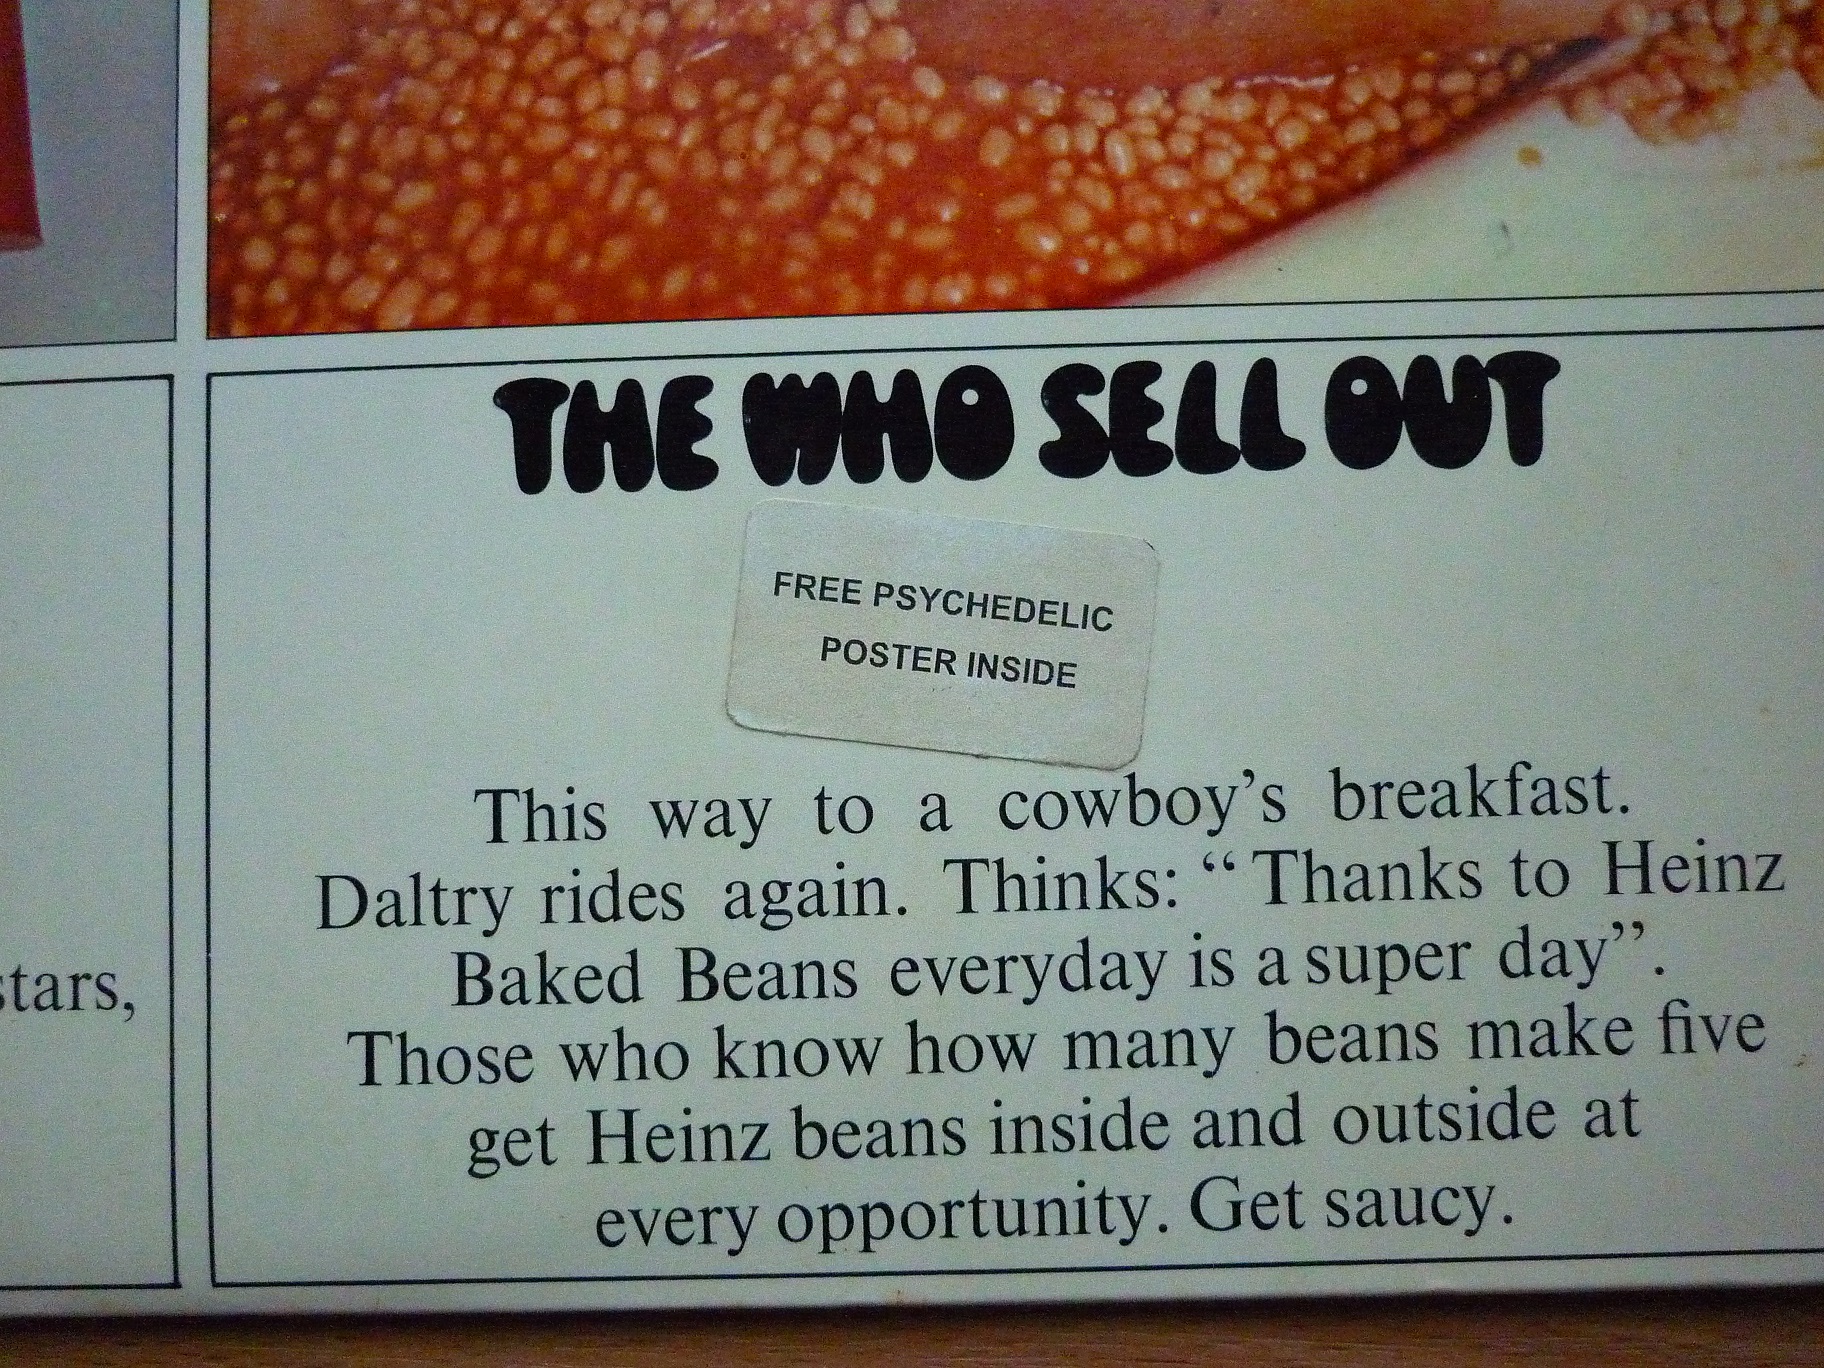 THE WHO SELL OUT
FREE PSYCHEDELIC
POSTER INSIDE
This way to a cowboy’s breakfast.
Daltry rides again. Thinks: “Thanks to Heinz
Baked Beans everyday is a super day”.
Those who know how many beans make five
get Heinz beans inside and outside at
every opportunity. Get saucy.
stars,